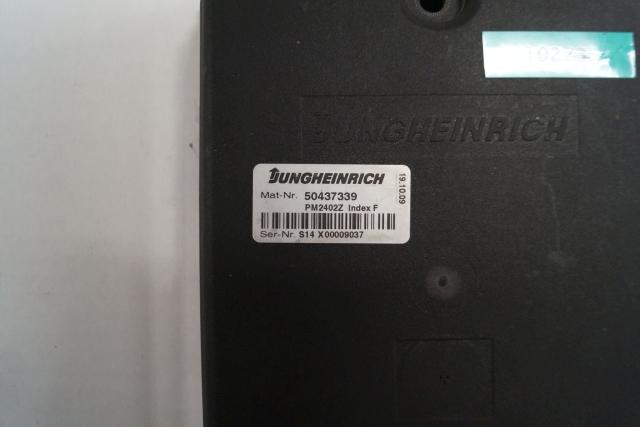 JUNGHEINRICH
JUNGHEINRICH
19.10.09
Mat-Nr. 50437339
PM2402Z Index F
Ser-Nr. S14 X00009037